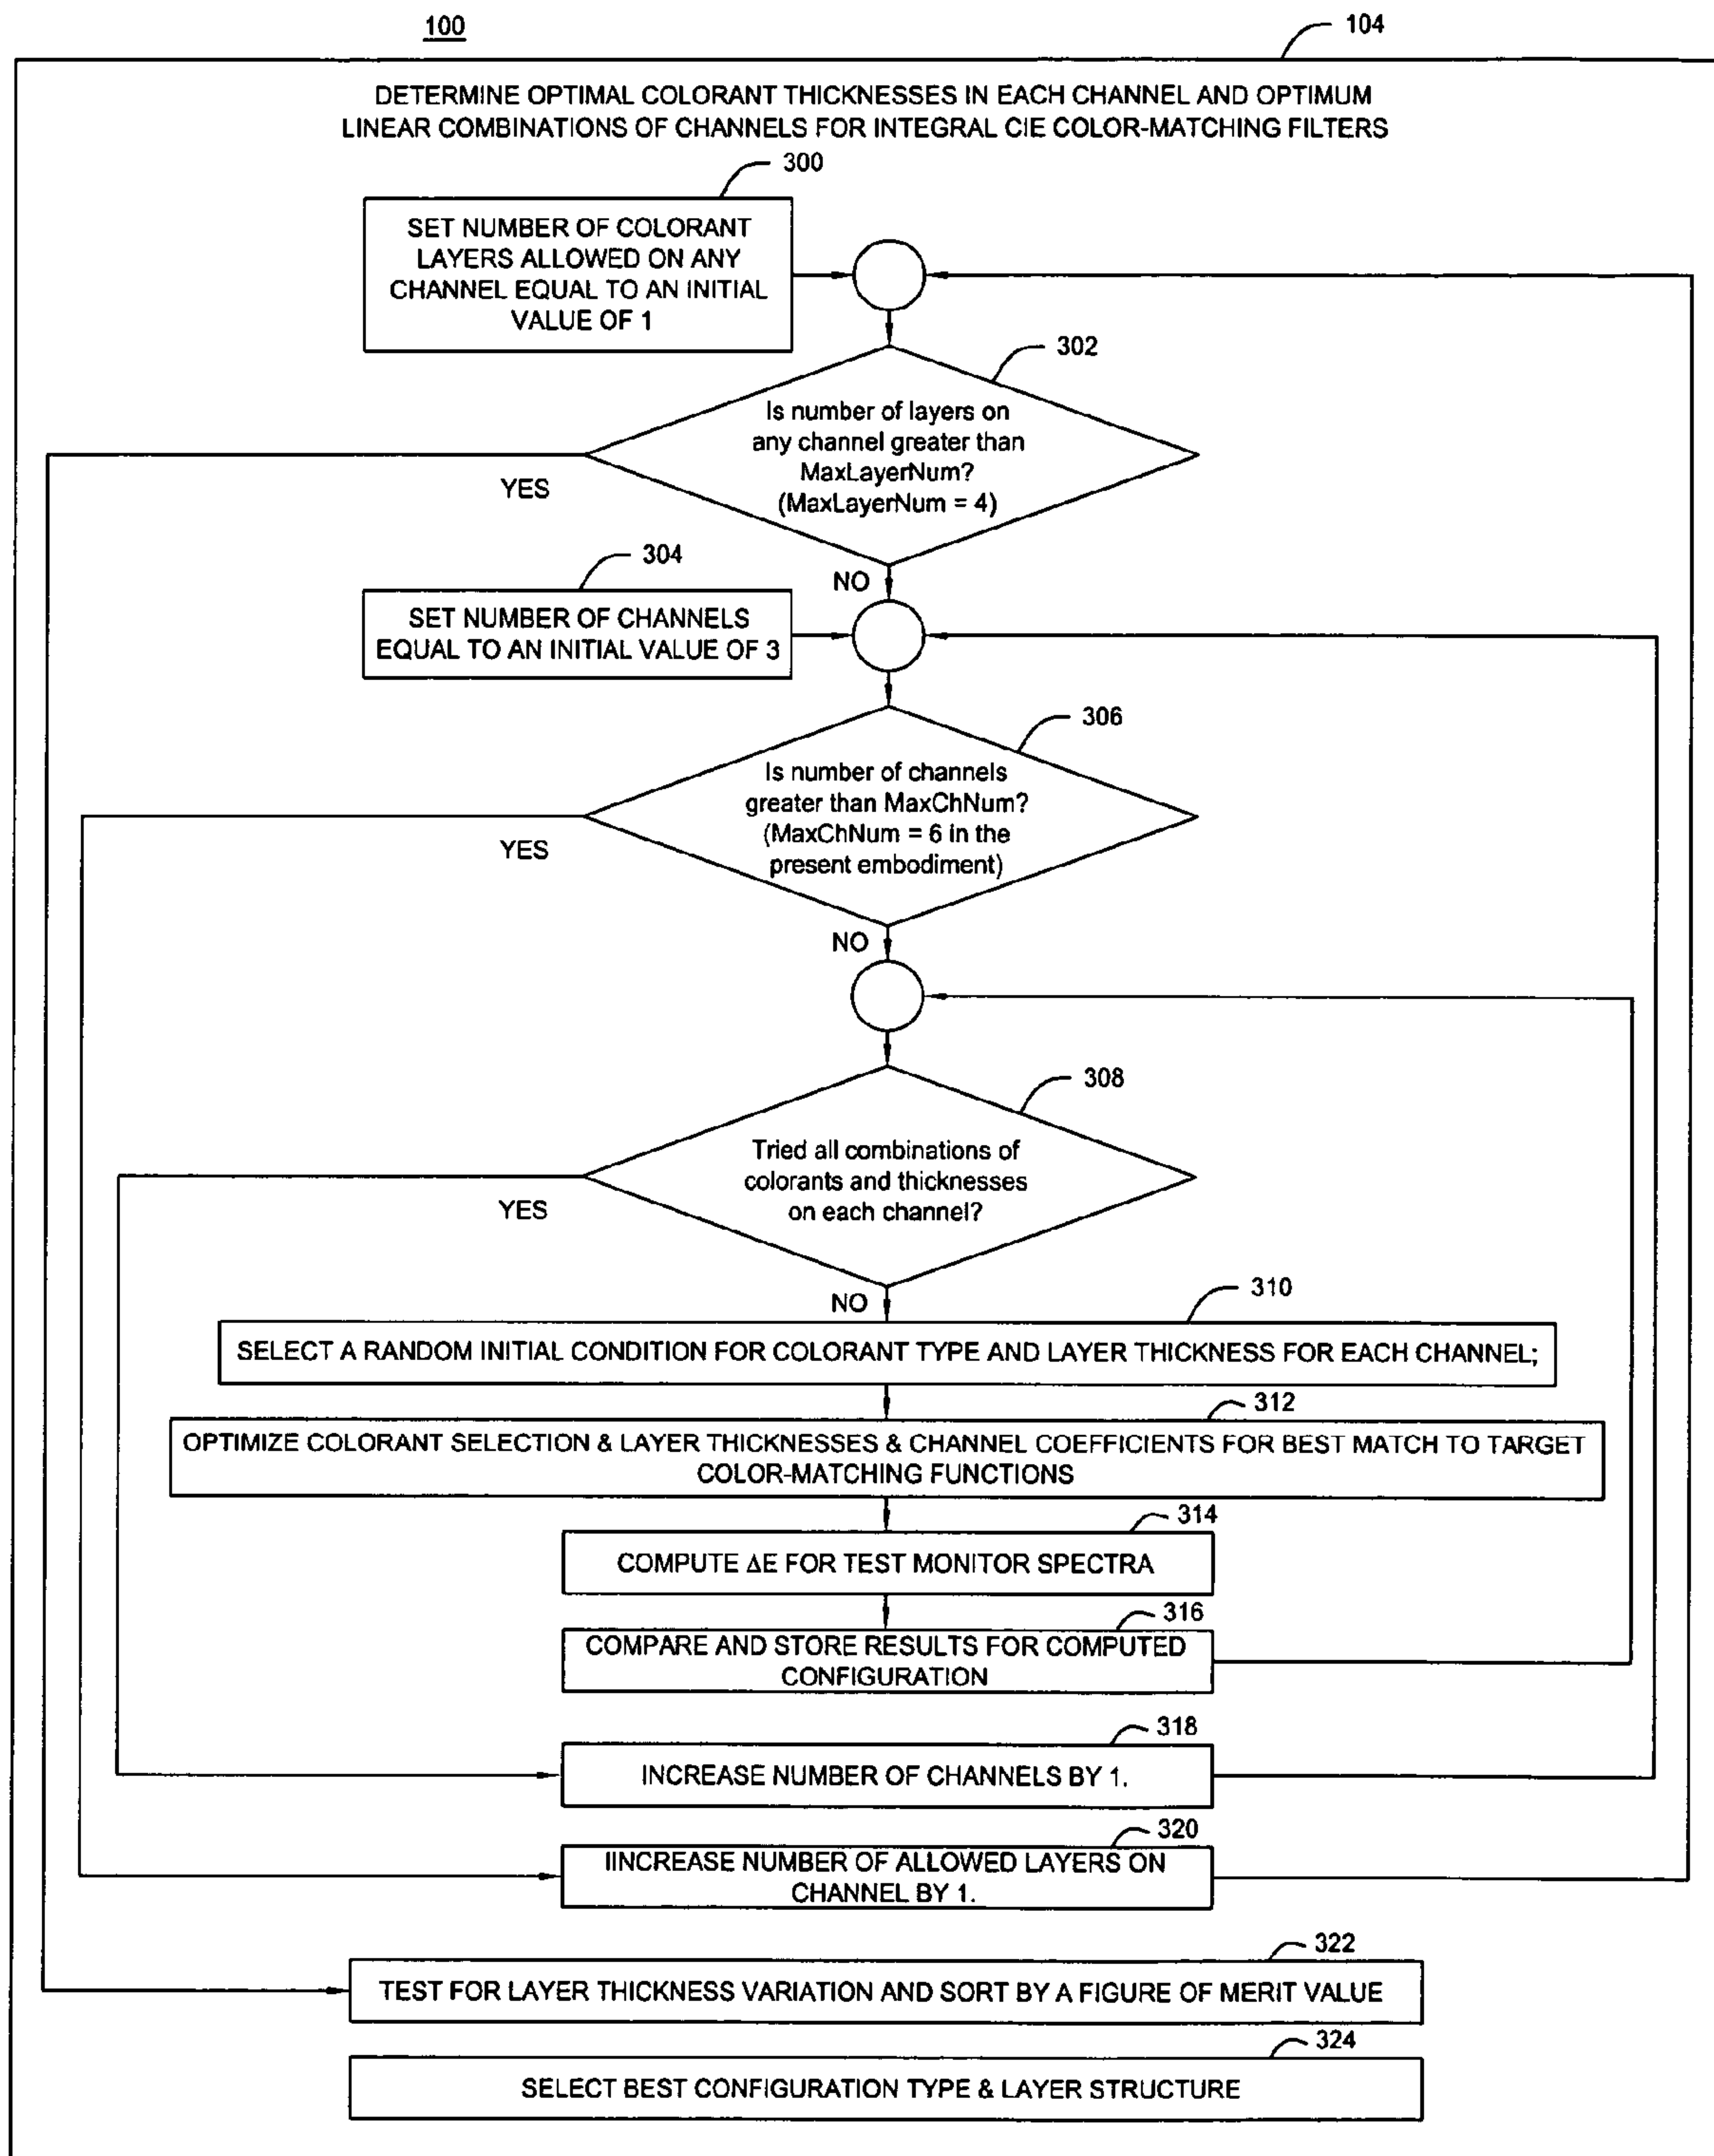 100
104
DETERMINE OPTIMAL COLORANT THICKNESSES IN EACH CHANNEL AND OPTIMUM
LINEAR COMBINATIONS OF CHANNELS FOR INTEGRAL CIE COLOR-MATCHING FILTERS
300
SET NUMBER OF COLORANT
LAYERS ALLOWED ON ANY
CHANNEL EQUAL TO AN INITIAL
VALUE OF 1
302
Is number of layers on
any channel greater than
MaxLayerNum?
(MaxLayerNum = 4)
YES
NO
304
SET NUMBER OF CHANNELS
EQUAL TO AN INITIAL VALUE OF 3
306
Is number of channels
greater than MaxChNum?
(MaxChNum = 6 in the
present embodiment)
YES
NO
308
Tried all combinations of
colorants and thicknesses
on each channel?
YES
NO
310
SELECT A RANDOM INITIAL CONDITION FOR COLORANT TYPE AND LAYER THICKNESS FOR EACH CHANNEL;
312
OPTIMIZE COLORANT SELECTION & LAYER THICKNESSES & CHANNEL COEFFICIENTS FOR BEST MATCH TO TARGET
COLOR-MATCHING FUNCTIONS
314
COMPUTE ΔE FOR TEST MONITOR SPECTRA
316
COMPARE AND STORE RESULTS FOR COMPUTED
CONFIGURATION
318
INCREASE NUMBER OF CHANNELS BY 1.
320
IINCREASE NUMBER OF ALLOWED LAYERS ON
CHANNEL BY 1.
322
TEST FOR LAYER THICKNESS VARIATION AND SORT BY A FIGURE OF MERIT VALUE
324
SELECT BEST CONFIGURATION TYPE & LAYER STRUCTURE